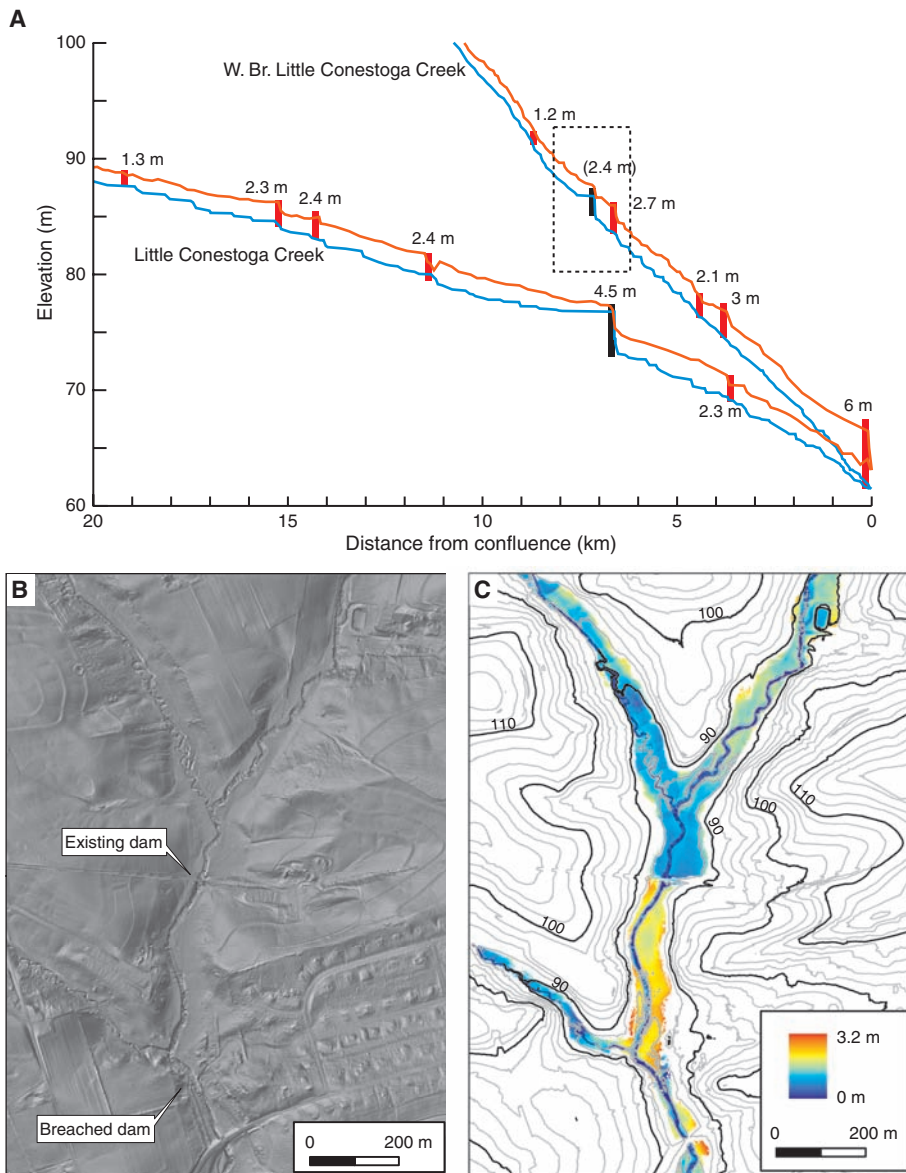 A
100
90
80
70
60
Elevation (m)
W. Br. Little Conestoga Creek
Little Conestoga Creek
1.3 m
2.3 m
2.4 m
2.4 m
4.5 m
2.3 m
1.2 m
(2.4 m)
2.7 m
2.1 m
3 m
6 m
20
15
10
5
0
Distance from confluence (km)
B
Existing dam
Breached dam
0
200 m
C
100
110
90
100
110
90
100
90
3.2 m
0 m
0
200 m